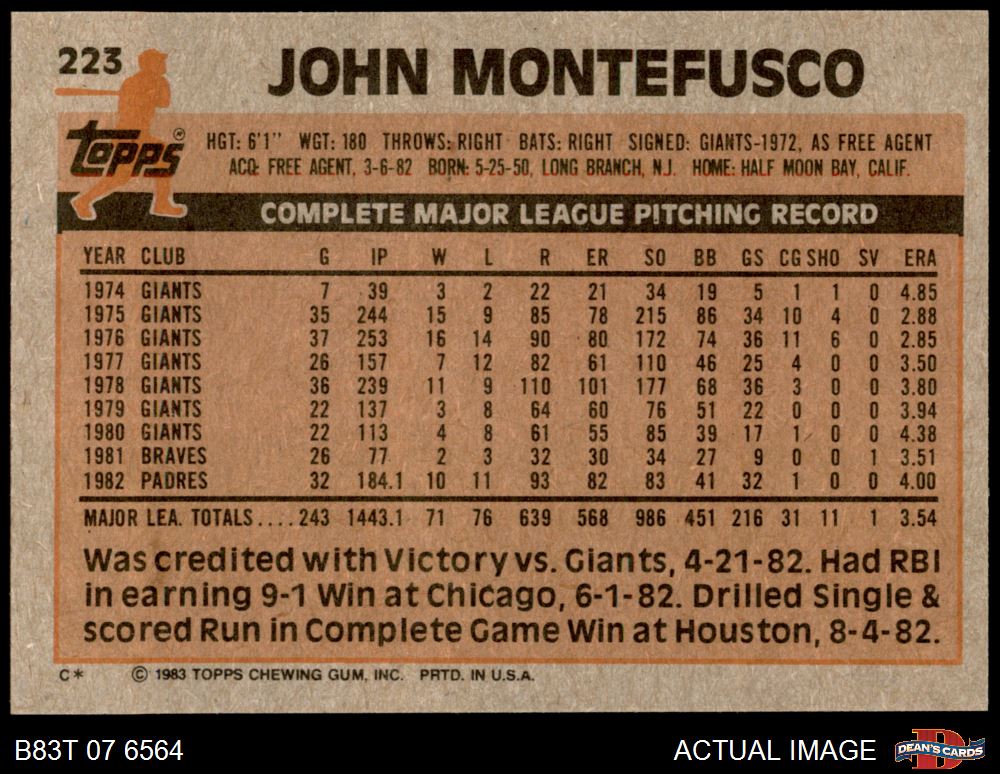 223
JOHN MONTEFUSCO
topps®
HGT: 6'1" WGT: 180 THROWS: RIGHT BATS: RIGHT SIGNED: GIANTS-1972, AS FREE AGENT
ACQ: FREE AGENT, 3-6-82 BORN: 5-25-50, LONG BRANCH, N.J. HOME: HALF MOON BAY, CALIF.
COMPLETE MAJOR LEAGUE PITCHING RECORD
YEAR CLUB G IP W L R ER SO BB GS CG SHO SV ERA
1974 GIANTS 7 39 3 2 22 21 34 19 5 1 1 0 4.85
1975 GIANTS 35 244 15 9 85 78 215 86 34 10 4 0 2.88
1976 GIANTS 37 253 16 14 90 80 172 74 36 11 6 0 2.85
1977 GIANTS 26 157 7 12 82 61 110 46 25 4 0 0 3.50
1978 GIANTS 36 239 11 9 110 101 177 68 36 3 0 0 3.80
1979 GIANTS 22 137 3 8 64 60 76 51 22 0 0 0 3.94
1980 GIANTS 22 113 4 8 61 55 85 39 17 1 0 0 4.38
1981 BRAVES 26 77 2 3 32 30 34 27 9 0 0 1 3.51
1982 PADRES 32 184.1 10 11 93 82 83 41 32 1 0 0 4.00
MAJOR LEA. TOTALS....243 1443.1 71 76 639 568 986 451 216 31 11 1 3.54
Was credited with Victory vs. Giants, 4-21-82. Had RBI
in earning 9-1 Win at Chicago, 6-1-82. Drilled Single &
scored Run in Complete Game Win at Houston, 8-4-82.
C* © 1983 TOPPS CHEWING GUM, INC. PRTD. IN U.S.A.
B83T 07 6564 ACTUAL IMAGE DEAN'S CARDS